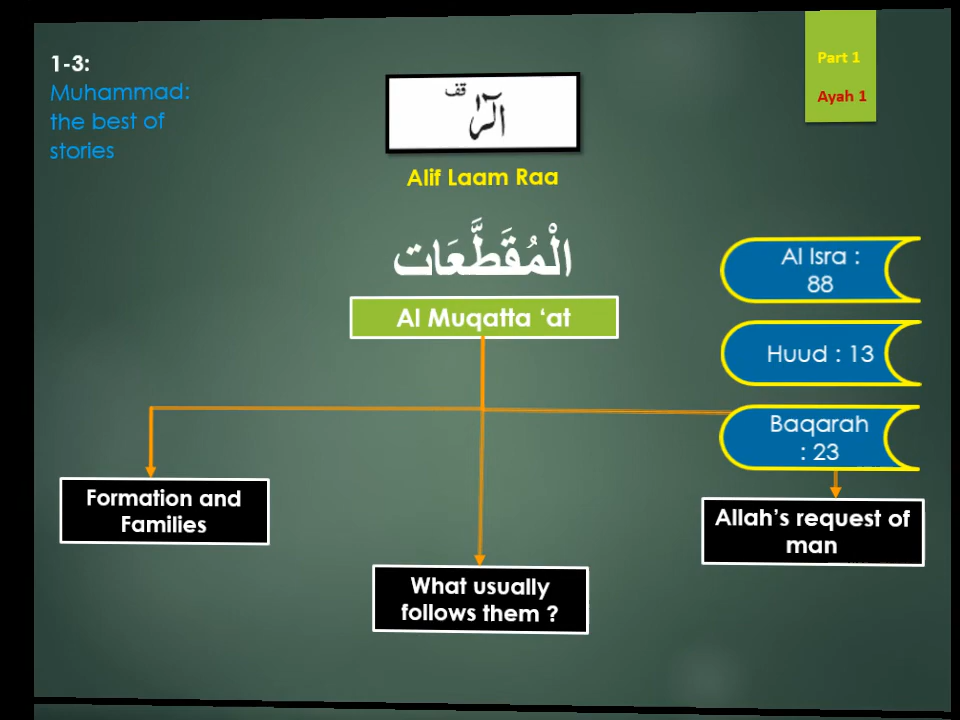 1-3:
Muhammad:
the best of
stories
Part 1
Ayah 1
الٓرٰ قف
Alif Laam Raa
الْمُقَطَّعَات
Al Muqatta ‘at
Al Isra :
88
Huud : 13
Baqarah
: 23
Formation and
Families
What usually
follows them ?
Allah’s request of
man